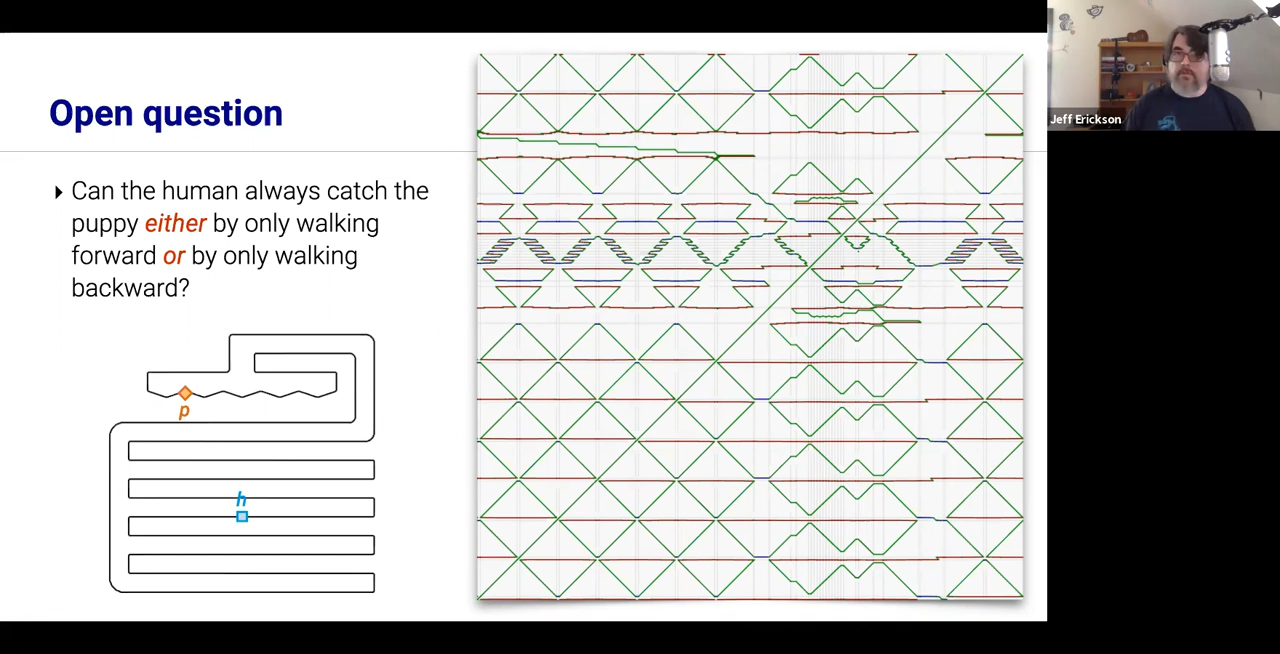 Open question
Can the human always catch the
puppy either by only walking
forward or by only walking
backward?
p
h
Jeff Erickson